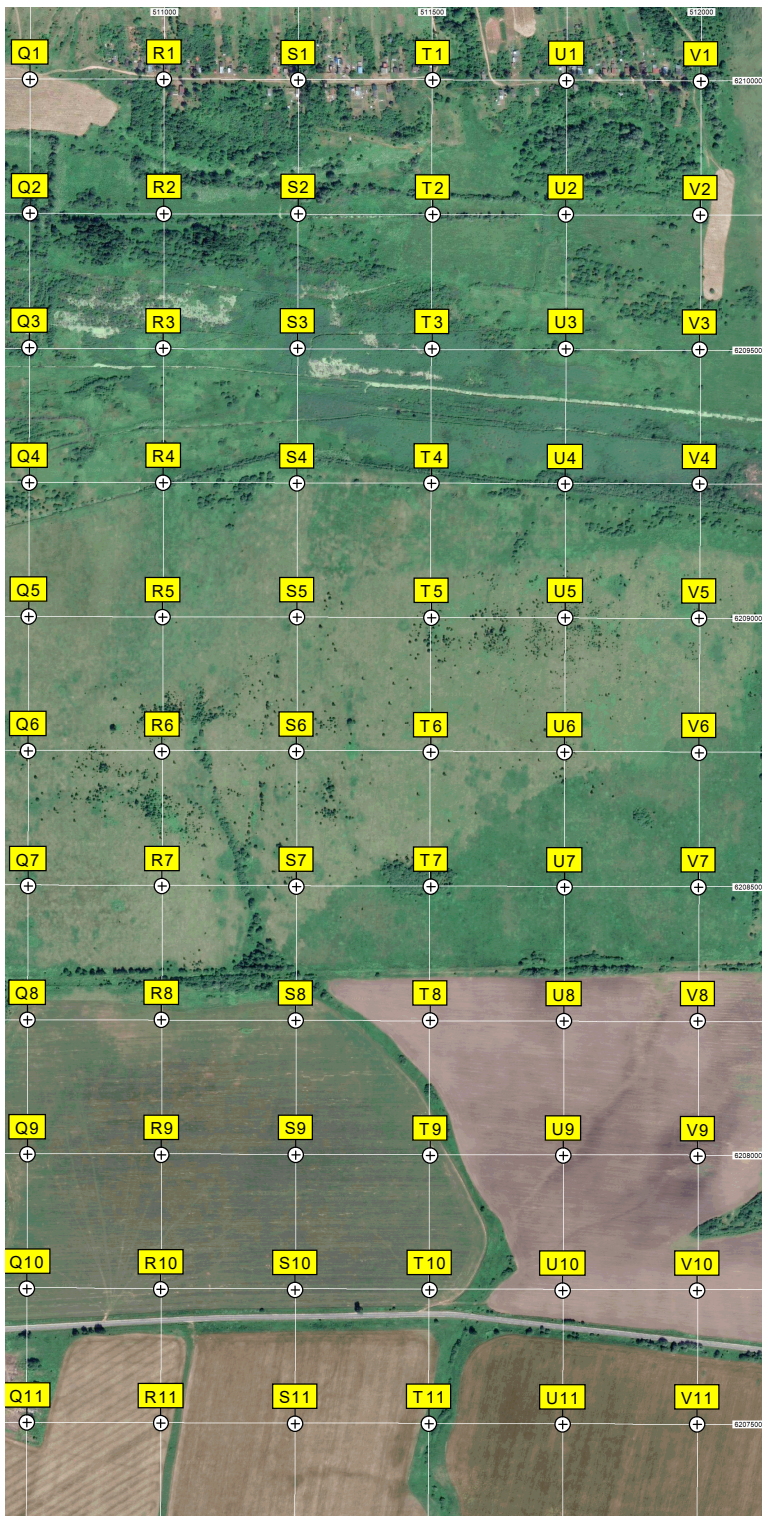 511000 511500 512000
Q1 R1 S1 T1 U1 V1
6210000
Q2 R2 S2 T2 U2 V2
Q3 R3 S3 T3 U3 V3
6209500
Q4 R4 S4 T4 U4 V4
Q5 R5 S5 T5 U5 V5
6209000
Q6 R6 S6 T6 U6 V6
Q7 R7 S7 T7 U7 V7
6208500
Q8 R8 S8 T8 U8 V8
Q9 R9 S9 T9 U9 V9
6208000
Q10 R10 S10 T10 U10 V10
Q11 R11 S11 T11 U11 V11
6207500